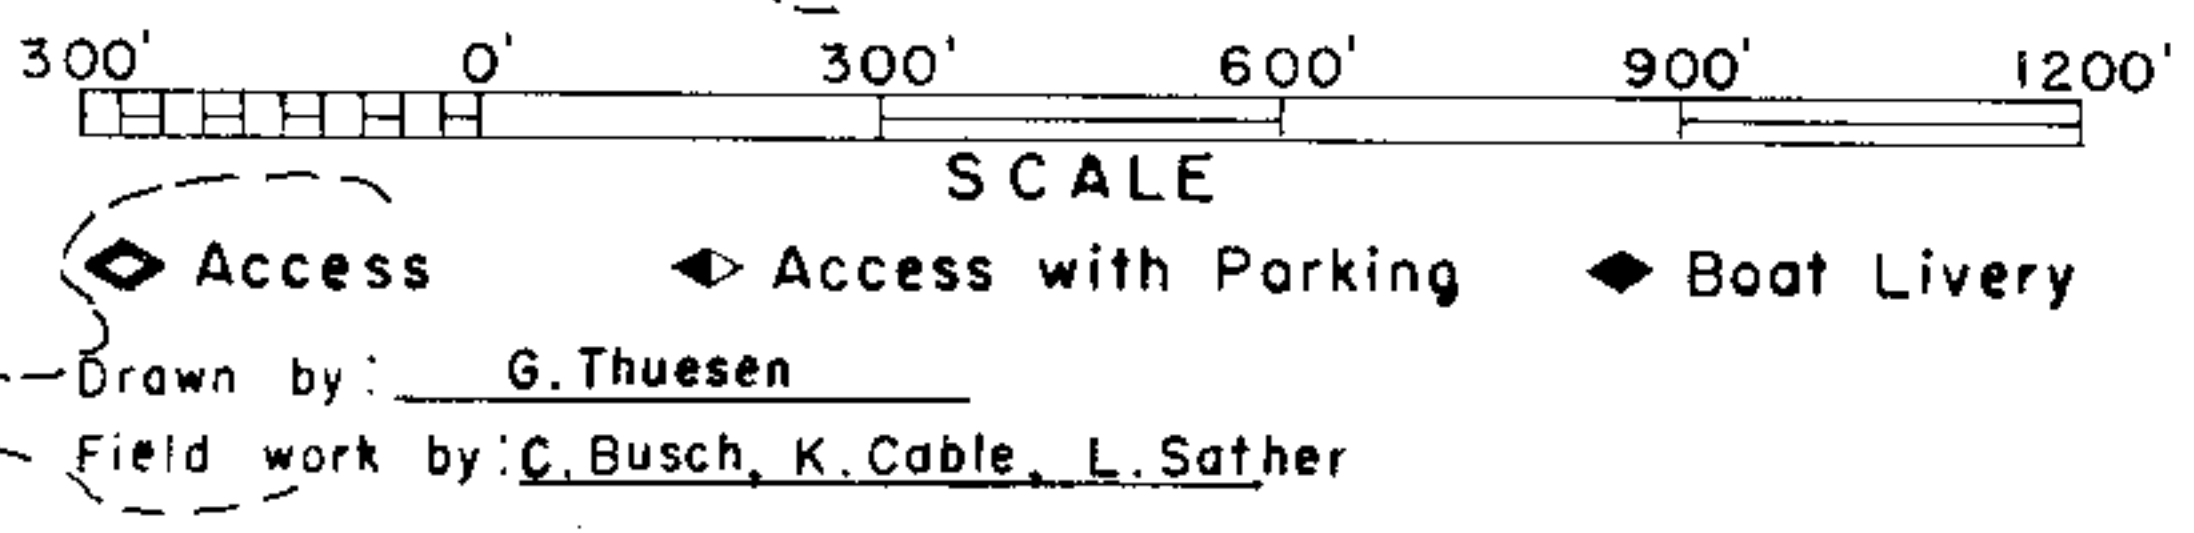 300' 0' 300' 600' 900' 1200'
SCALE
Access Access with Parking Boat Livery
Drawn by: G. Thuesen
Field work by: C. Busch, K. Cable, L. Sather